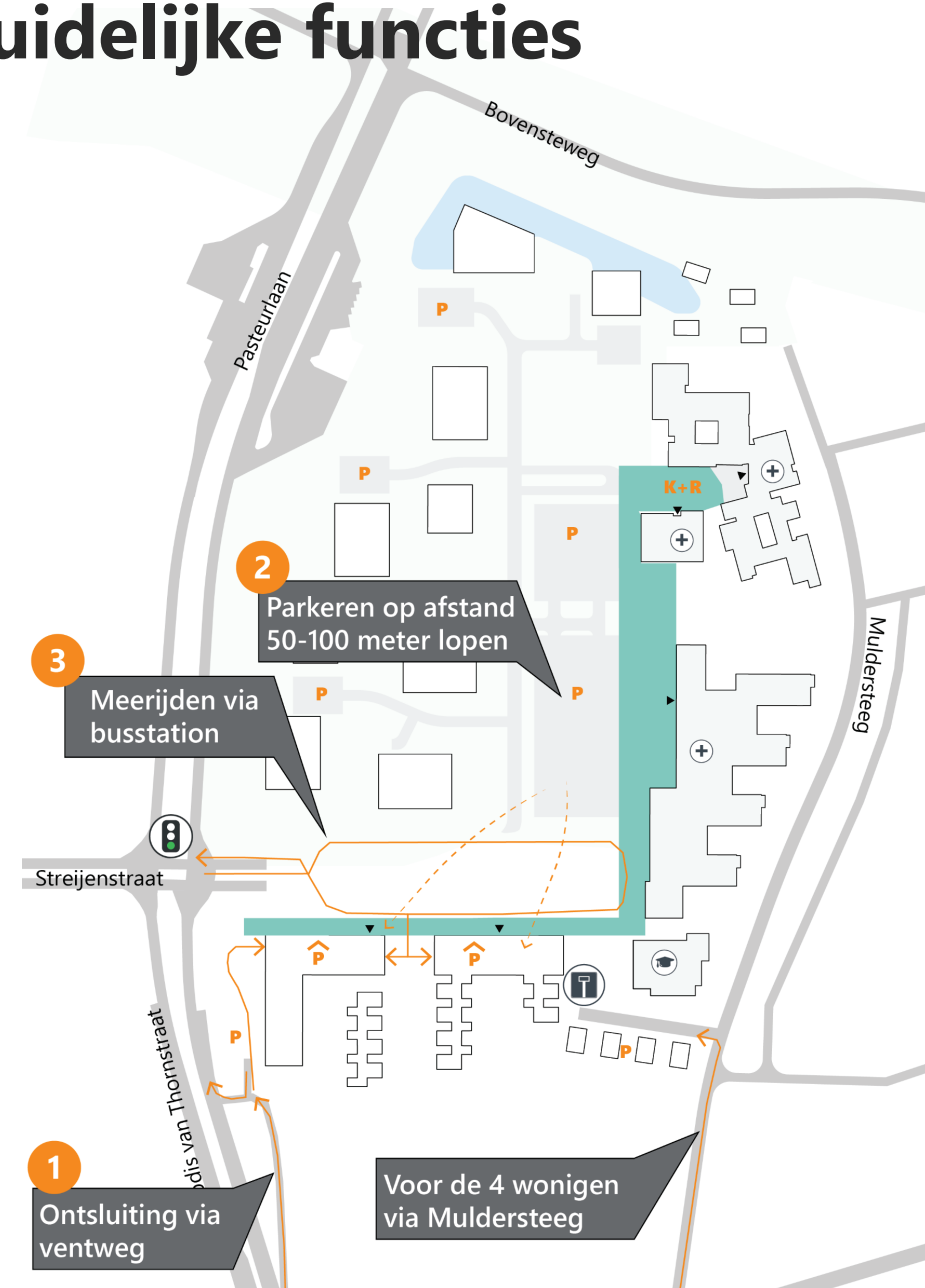 uidelijke functies
Bovensteweg
Pasteurlaan
P
P
K+R
P
2
Parkeren op afstand
50-100 meter lopen
Muldersteeg
3
P
P
Meerijden via
busstation
Streijenstraat
P
P
P
P
odis van Thornstraat
1
Ontsluiting via
ventweg
Voor de 4 wonigen
via Muldersteeg